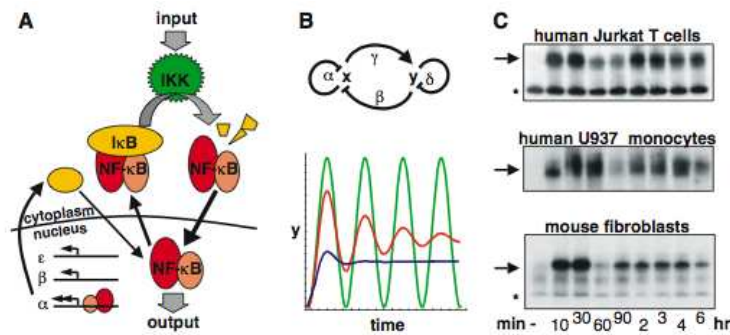 A
input
IKK
IκB
NF-κB
NF-κB
cytoplasm
nucleus
NF-κB
ε
β
α
output
B
γ
α x
y δ
β
y
time
C
human Jurkat T cells
*
human U937 monocytes
mouse fibroblasts
*
min - 10 30 60 90 2 3 4 6 hr